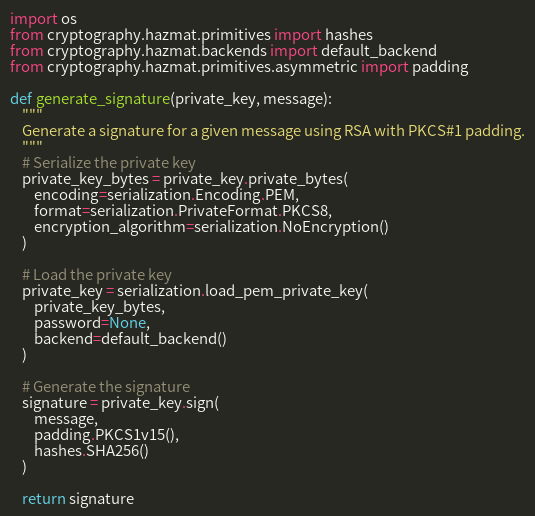 import os
from cryptography.hazmat.primitives import hashes
from cryptography.hazmat.backends import default_backend
from cryptography.hazmat.primitives.asymmetric import padding

def generate_signature(private_key, message):
    """
    Generate a signature for a given message using RSA with PKCS#1 padding.
    """
    # Serialize the private key
    private_key_bytes = private_key.private_bytes(
        encoding=serialization.Encoding.PEM,
        format=serialization.PrivateFormat.PKCS8,
        encryption_algorithm=serialization.NoEncryption()
    )

    # Load the private key
    private_key = serialization.load_pem_private_key(
        private_key_bytes,
        password=None,
        backend=default_backend()
    )

    # Generate the signature
    signature = private_key.sign(
        message,
        padding.PKCS1v15(),
        hashes.SHA256()
    )

    return signature